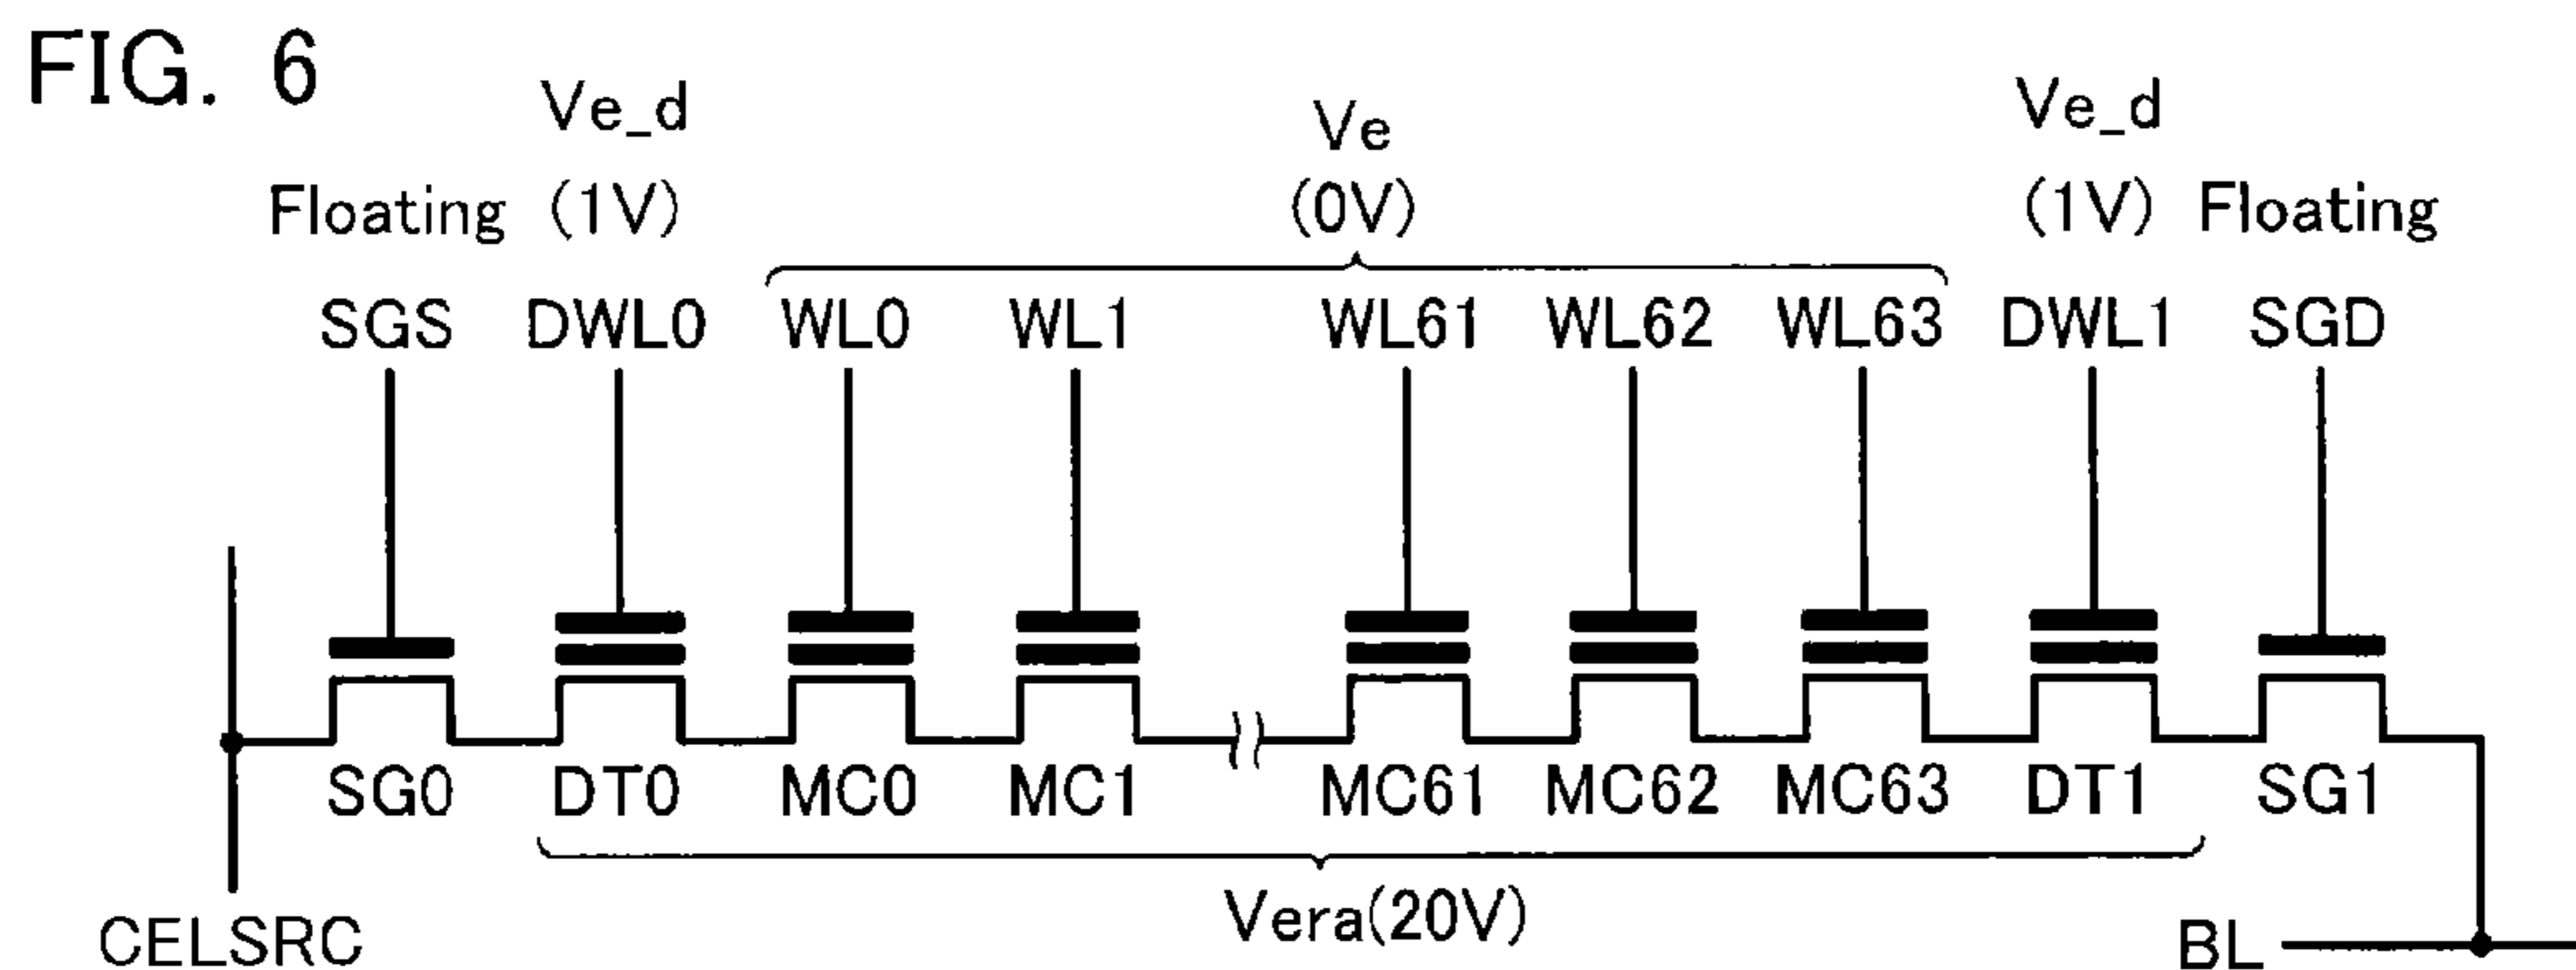 FIG. 6
Ve_d Ve Ve_d
Floating (1V) (0V) (1V) Floating
SGS DWL0 WL0 WL1 WL61 WL62 WL63 DWL1 SGD
SG0 DT0 MC0 MC1 MC61 MC62 MC63 DT1 SG1
Vera(20V)
CELSRC BL